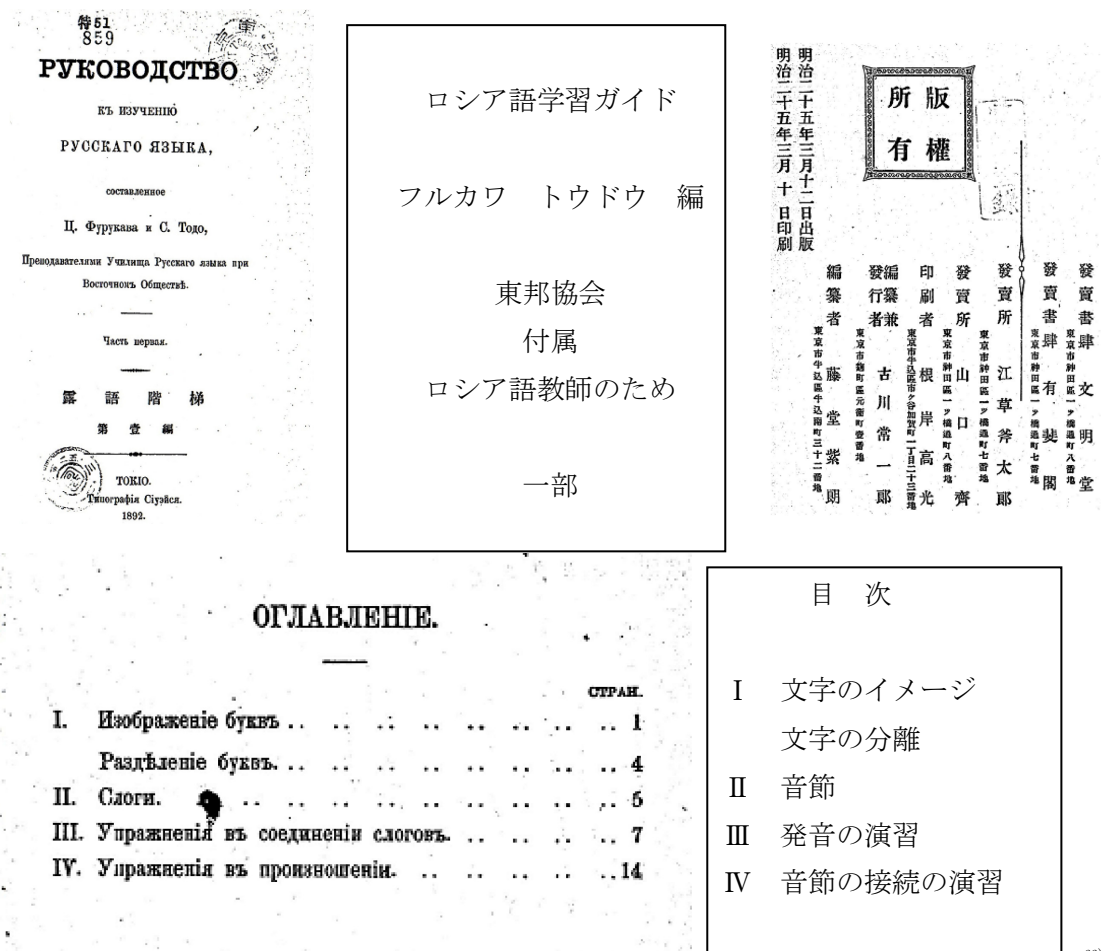 特51
859
РУКОВОДСТВО
КЪ ИЗУЧЕНІЮ
РУССКАГО ЯЗЫКА,
составленное
Ц. Фурукава и С. Тодо,
Преподавателями Училища Русскаго языка при
Восточномъ Обществѣ.
Часть первая.
露語階梯
第壹編
ТОКІО.
Типографія Сіуэйся.
1892.
ロシア語学習ガイド
フルカワ トウドウ 編
東邦協会
付属
ロシア語教師のため
一部
版權
所有
明治二十五年三月十二日出版
明治二十五年三月十日印刷
發賣書肆 文明堂
東京市神田區一ツ橋通町八番地
發賣書肆 有斐閣
東京市神田區一ツ橋通町七番地
發賣所 江草斧太郎
東京市神田區一ツ橋通町七番地
發賣所 山口齊
東京市神田區一ツ橋通町八番地
印刷者 根岸高光
東京市牛込區市ケ谷加賀町一丁目二十三番地
編纂兼發行者 古川常一郎
東京市麹町區元衛町壹番地
編纂者 藤堂紫朗
東京市牛込區牛込南町三十二番地
ОГЛАВЛЕНІЕ.
СТРАН.
I. Изображеніе буквъ .. .. .. .. .. .. .. .. 1
Раздѣленіе буквъ. .. .. .. .. .. .. .. .. 4
II. Слоги. .. .. .. .. .. .. .. .. .. 5
III. Упражненія въ соединеніи слоговъ. .. .. .. .. 7
IV. Упражненія въ произношеніи. .. .. .. .. ..14
目 次
Ⅰ 文字のイメージ
文字の分離
Ⅱ 音節
Ⅲ 発音の演習
Ⅳ 音節の接続の演習